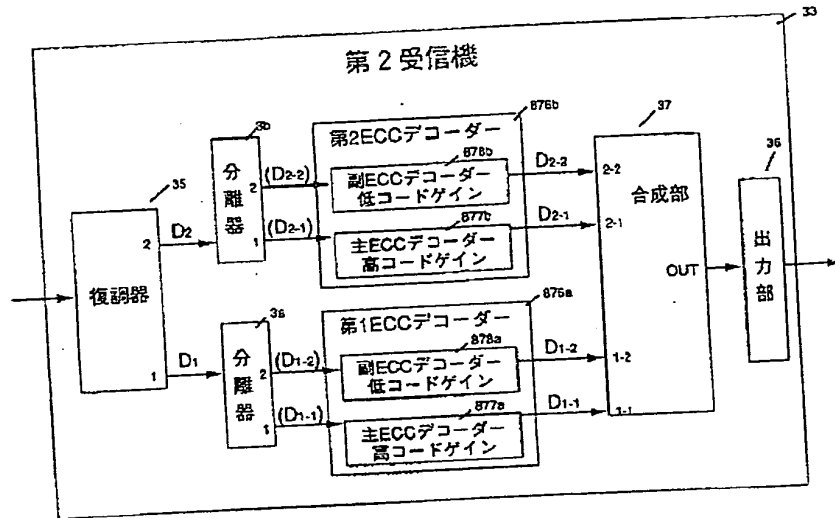 33
第２受信機
876b
37
3b
第2ECCデコーダー
36
878b
分離器
(D2-2)
副ECCデコーダー
低コードゲイン
D2-2
2-2
合成部
35
2
D2
2
(D2-1)
877b
D2-1
2-1
1
主ECCデコーダー
高コードゲイン
出力部
復調器
876a
OUT
3a
第1ECCデコーダー
878a
D1
分離器
(D1-2)
副ECCデコーダー
低コードゲイン
D1-2
1-2
1
2
(D1-1)
877a
D1-1
1-1
1
主ECCデコーダー
高コードゲイン